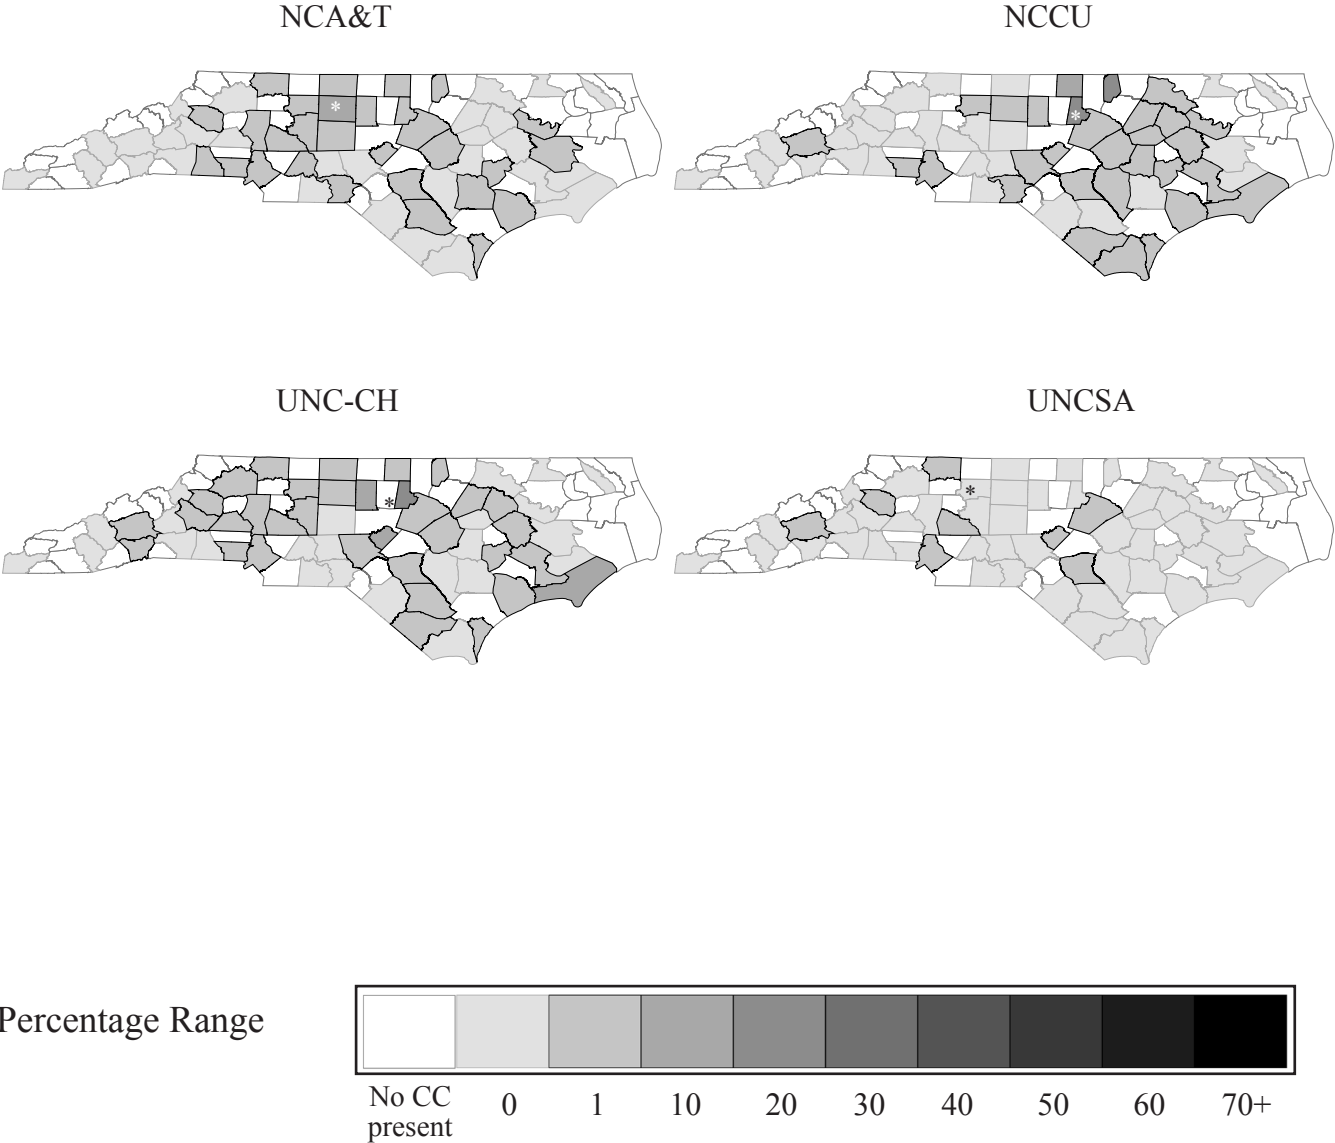 NCA&T NCCU
*
*
UNC-CH UNCSA
*
*
Percentage Range
No CC present 0 1 10 20 30 40 50 60 70+